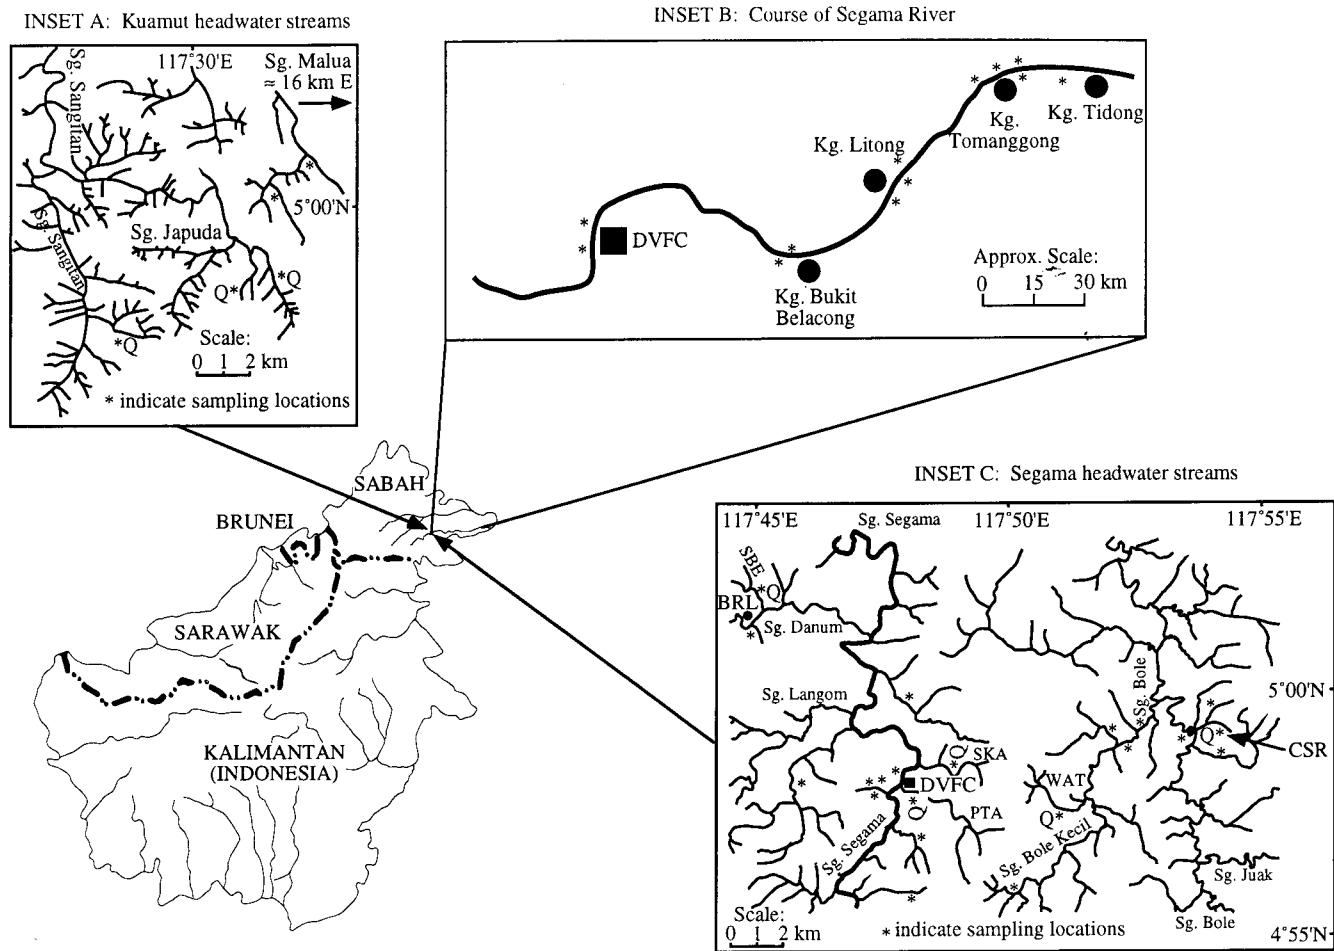 INSET A: Kuamut headwater streams
117°30'E
Sg. Malua
≈ 16 km E
Sg. Sangitan
5°00'N
Sg. Sangitan
Sg. Japuda
*Q
Q*
*Q
Scale:
0 1 2 km
* indicate sampling locations
INSET B: Course of Segama River
Kg. Tidong
Kg.
Tomanggong
Kg. Litong
DVFC
Kg. Bukit
Belacong
Approx. Scale:
0 15 30 km
SABAH
BRUNEI
SARAWAK
KALIMANTAN
(INDONESIA)
INSET C: Segama headwater streams
117°45'E
117°50'E
117°55'E
Sg. Segama
SBE
*Q
BRL
Sg. Danum
Sg. Langom
Sg. Bole
5°00'N
Q*
CSR
Q
SKA
DVFC
Q
PTA
WAT
Q*
Sg. Segama
Sg. Bole Kecil
Sg. Juak
Sg. Bole
Scale:
0 1 2 km
* indicate sampling locations
4°55'N